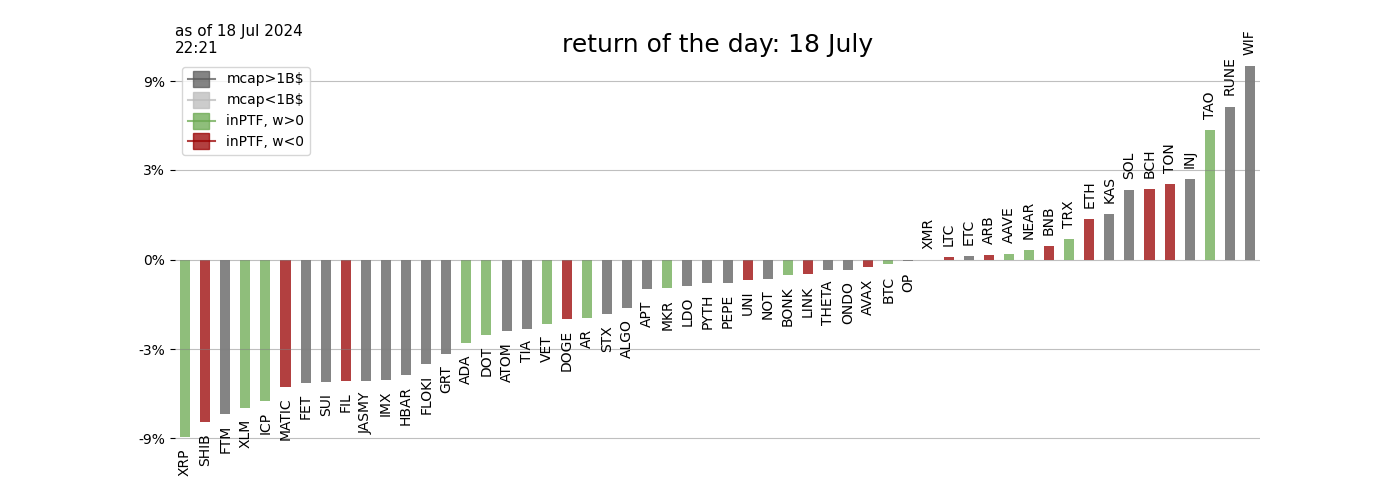 as of 18 Jul 2024
22:21
return of the day: 18 July
mcap>1B$
mcap<1B$
inPTF, w>0
inPTF, w<0
9%
3%
0%
-3%
-9%
XRP
SHIB
FTM
XLM
ICP
MATIC
FET
SUI
FIL
JASMY
IMX
HBAR
FLOKI
GRT
ADA
DOT
ATOM
TIA
VET
DOGE
AR
STX
ALGO
APT
MKR
LDO
PYTH
PEPE
UNI
NOT
BONK
LINK
THETA
ONDO
AVAX
BTC
OP
XMR
LTC
ETC
ARB
AAVE
NEAR
BNB
TRX
ETH
KAS
SOL
BCH
TON
INJ
TAO
RUNE
WIF